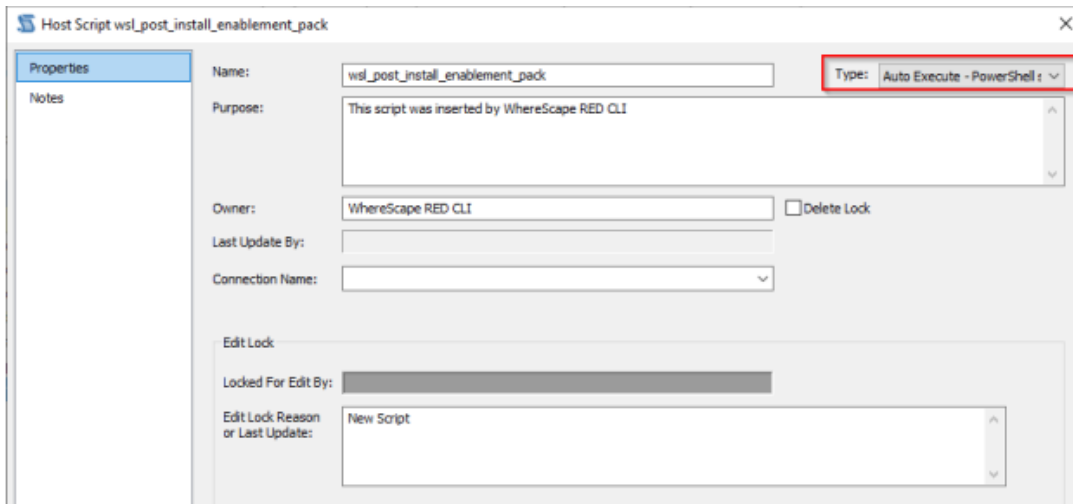 Host Script wsl_post_install_enablement_pack
Properties
Notes
Name: wsl_post_install_enablement_pack Type: Auto Execute - PowerShell s
Purpose: This script was inserted by WhereScape RED CLI
Owner: WhereScape RED CLI Delete Lock
Last Update By:
Connection Name:
Edit Lock
Locked For Edit By:
Edit Lock Reason New Script
or Last Update: